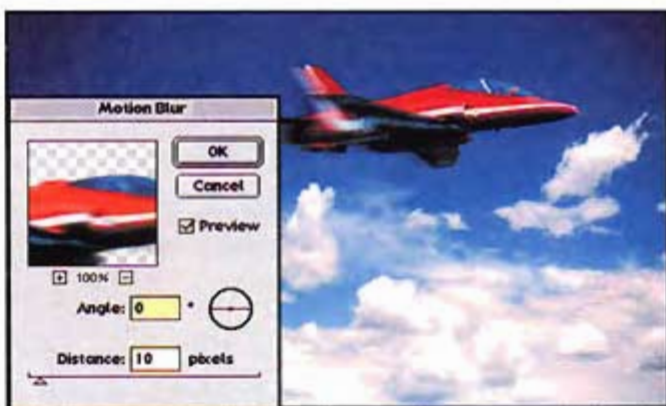 Motion Blur
OK
Cancel
Preview
+ 100% -
Angle: 0 °
Distance: 10 pixels